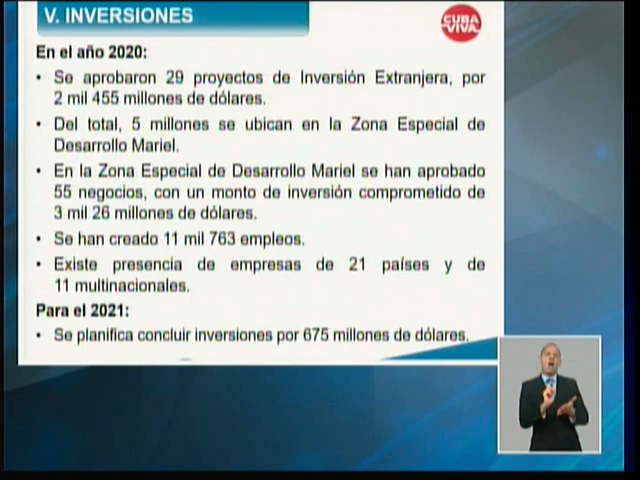 V. INVERSIONES
CUBA
VIVA
En el año 2020:
• Se aprobaron 29 proyectos de Inversión Extranjera, por
2 mil 455 millones de dólares.
• Del total, 5 millones se ubican en la Zona Especial de
Desarrollo Mariel.
• En la Zona Especial de Desarrollo Mariel se han aprobado
55 negocios, con un monto de inversión comprometido de
3 mil 26 millones de dólares.
• Se han creado 11 mil 763 empleos.
• Existe presencia de empresas de 21 países y de
11 multinacionales.
Para el 2021:
• Se planifica concluir inversiones por 675 millones de dólares.